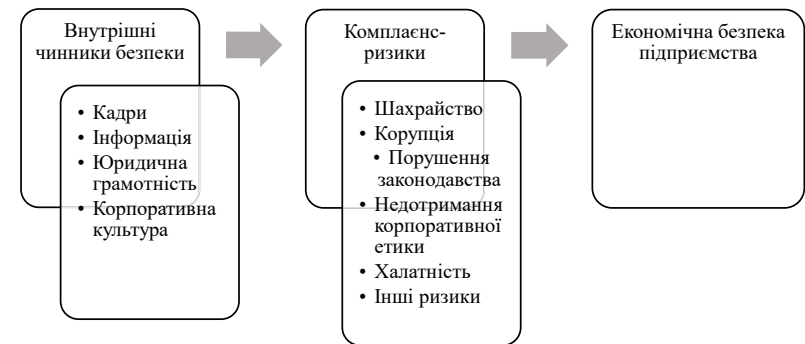 Внутрішні
чинники безпеки
• Кадри
• Інформація
• Юридична
грамотність
• Корпоративна
культура
Комплаєнс-
ризики
• Шахрайство
• Корупція
• Порушення
законодавства
• Недотримання
корпоративної
етики
• Халатність
• Інші ризики
Економічна безпека
підприємства